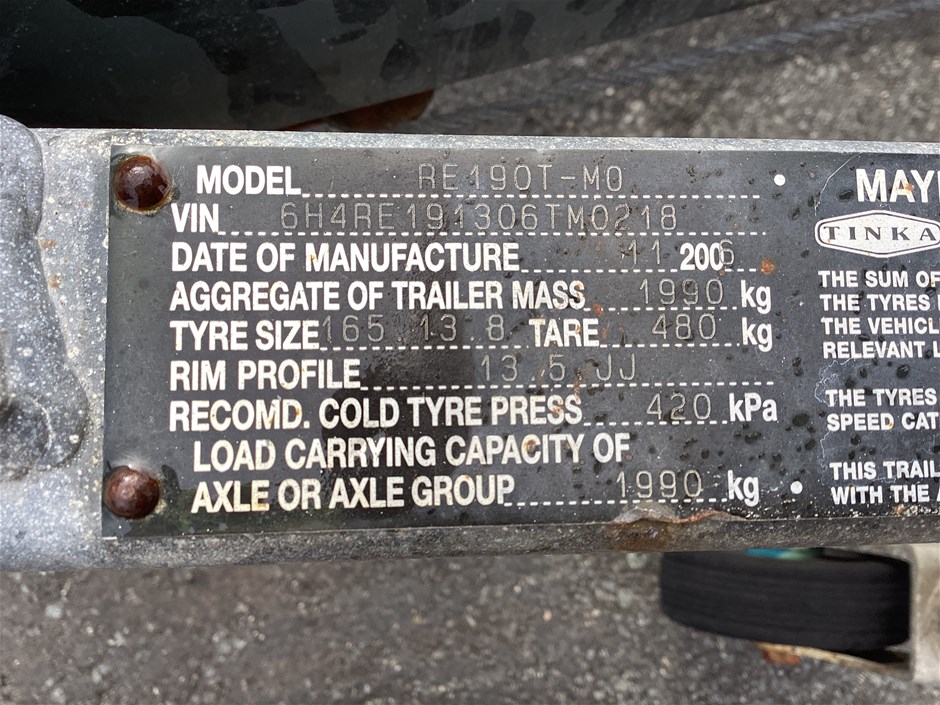 MODEL RE190T-M0
VIN 6H4RE191306TM0218
DATE OF MANUFACTURE 11 2006
AGGREGATE OF TRAILER MASS 1990 kg
TYRE SIZE 165 13 8 TARE 480 kg
RIM PROFILE 13 5 JJ
RECOMD. COLD TYRE PRESS 420 kPa
LOAD CARRYING CAPACITY OF
AXLE OR AXLE GROUP 1990 kg
MAY
TINKA
THE SUM OF
THE TYRES
THE VEHICL
RELEVANT L
THE TYRES
SPEED CAT
THIS TRAIL
WITH THE A